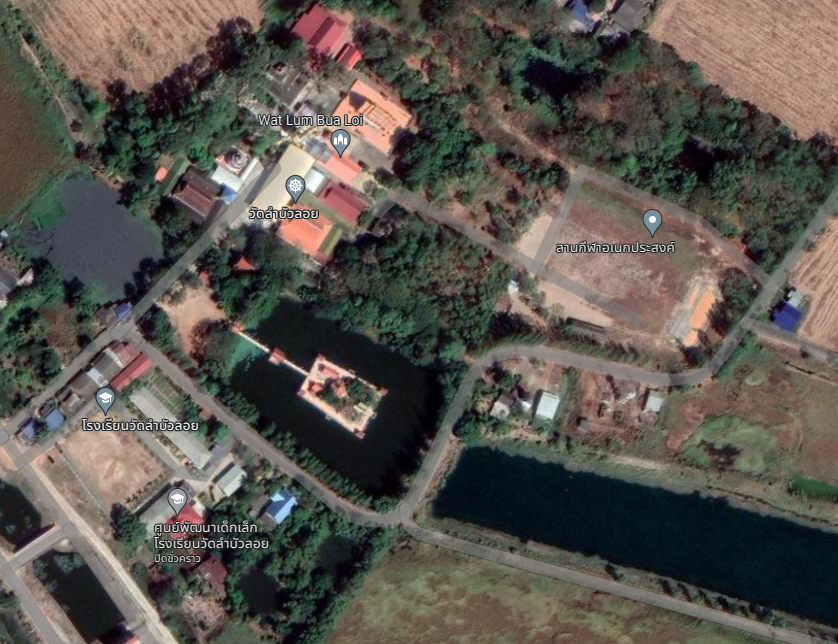 Wat Lum Bua Loi
วัดลำบัวลอย
ลานกีฬาอเนกประสงค์
โรงเรียนวัดลำบัวลอย
ศูนย์พัฒนาเด็กเล็ก
โรงเรียนวัดลำบัวลอย
ปิดชั่วคราว